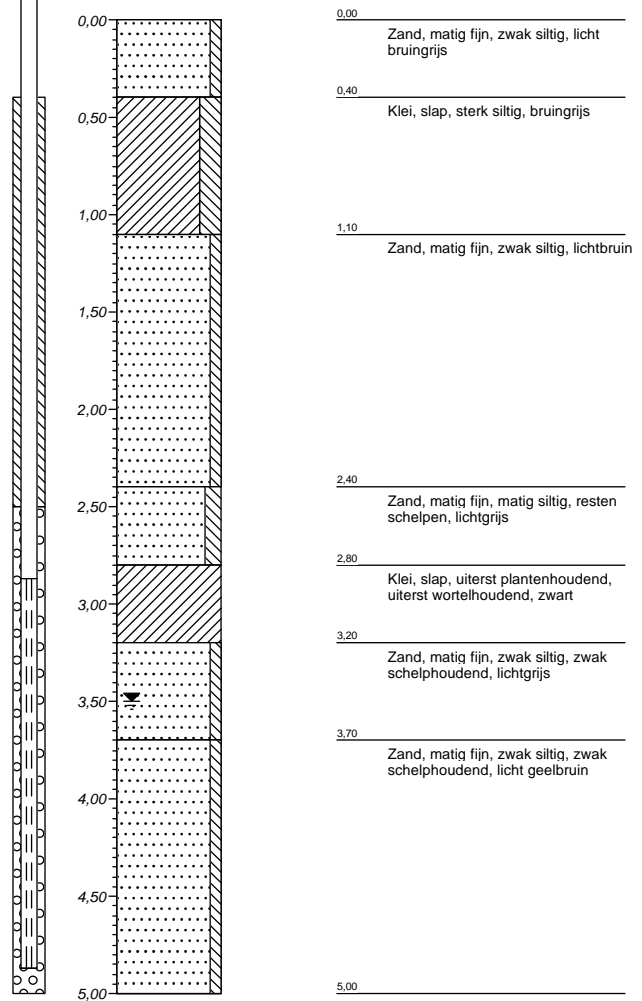 0,00
0,50
1,00
1,50
2,00
2,50
3,00
3,50
4,00
4,50
5,00
0,00
Zand, matig fijn, zwak siltig, licht
bruingrijs
0,40
Klei, slap, sterk siltig, bruingrijs
1,10
Zand, matig fijn, zwak siltig, lichtbruin
2,40
Zand, matig fijn, matig siltig, resten
schelpen, lichtgrijs
2,80
Klei, slap, uiterst plantenhoudend,
uiterst wortelhoudend, zwart
3,20
Zand, matig fijn, zwak siltig, zwak
schelphoudend, lichtgrijs
3,70
Zand, matig fijn, zwak siltig, zwak
schelphoudend, licht geelbruin
5,00